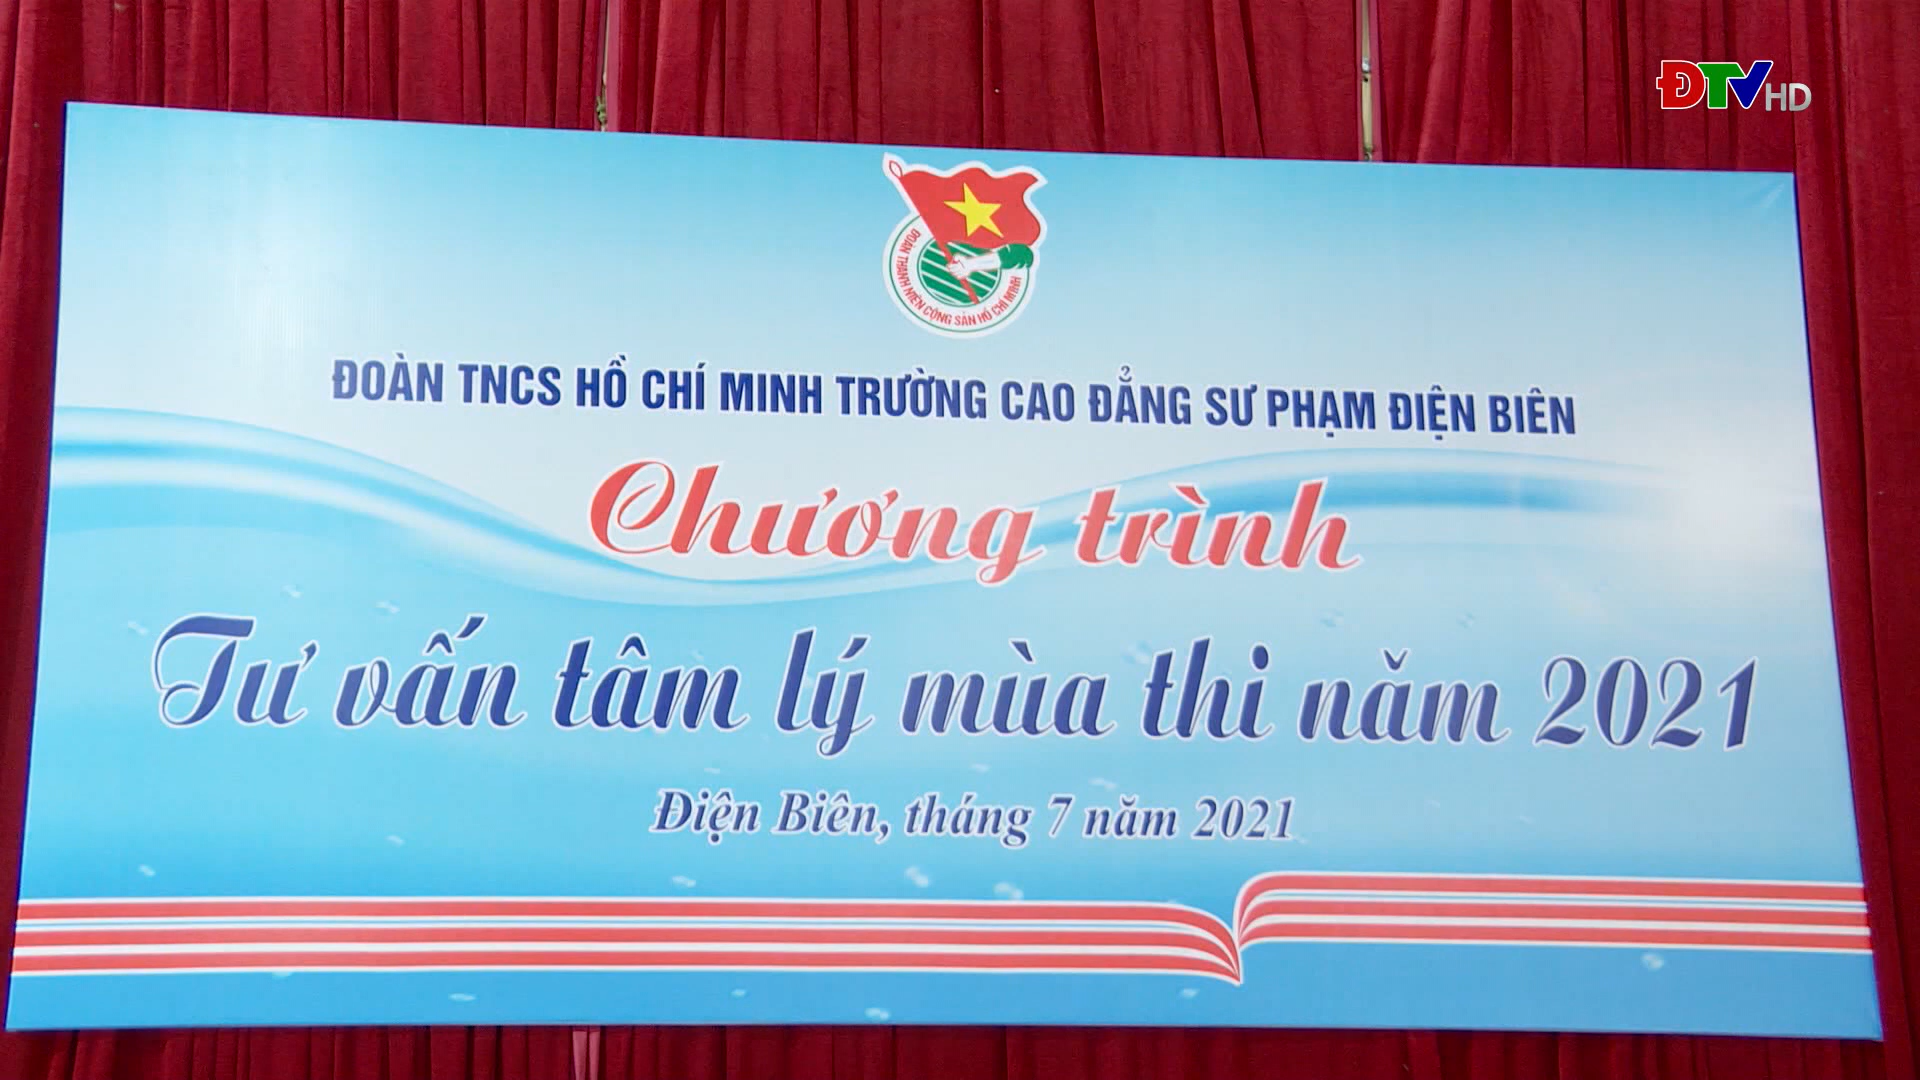 ĐTV HD
ĐOÀN THANH NIÊN CỘNG SẢN HỒ CHÍ MINH
ĐOÀN TNCS HỒ CHÍ MINH TRƯỜNG CAO ĐẲNG SƯ PHẠM ĐIỆN BIÊN
Chương trình
Tư vấn tâm lý mùa thi năm 2021
Điện Biên, tháng 7 năm 2021